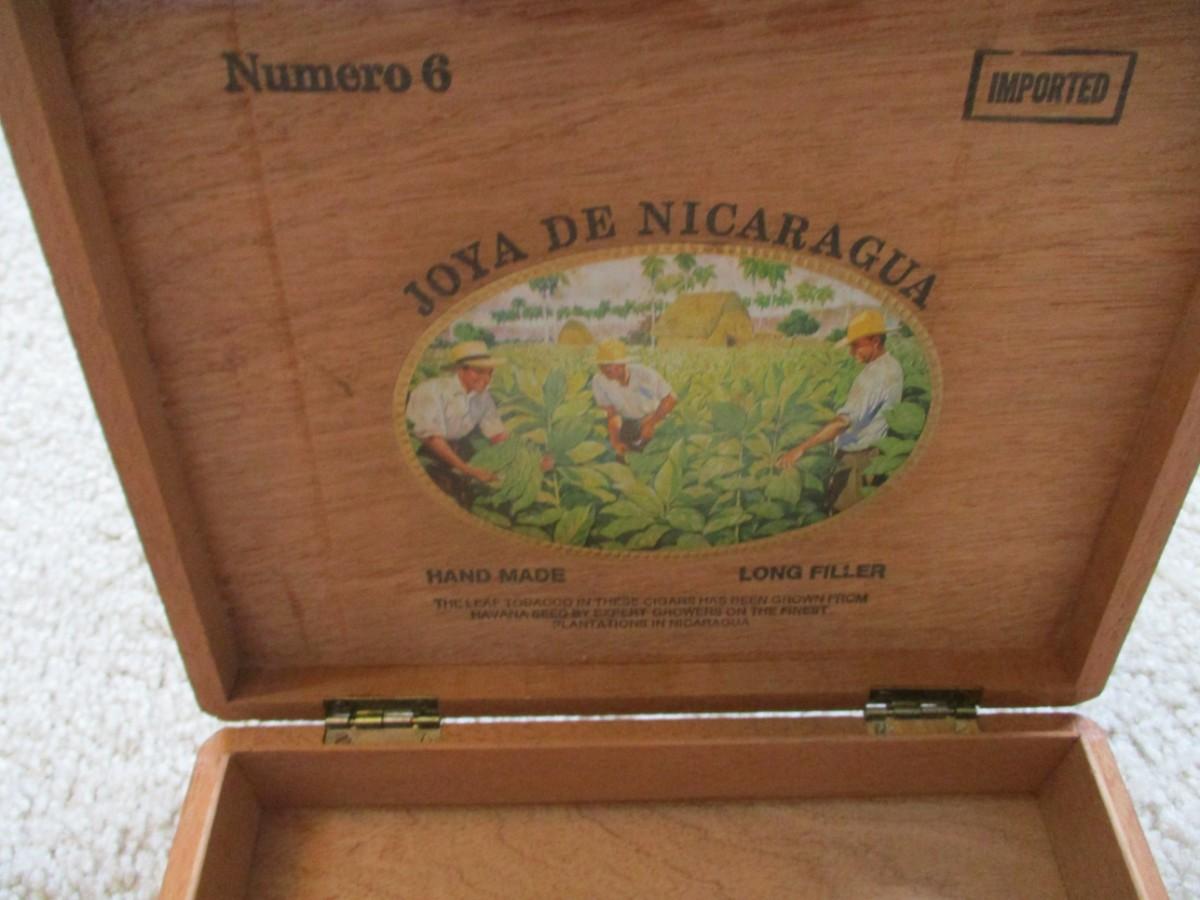 Numero 6
IMPORTED
JOYA DE NICARAGUA
HAND MADE
LONG FILLER
THE LEAF TOBACCO IN THESE CIGARS HAS BEEN GROWN FROM
HAVANA SEED BY EXPERT GROWERS ON THE FINEST
PLANTATIONS IN NICARAGUA